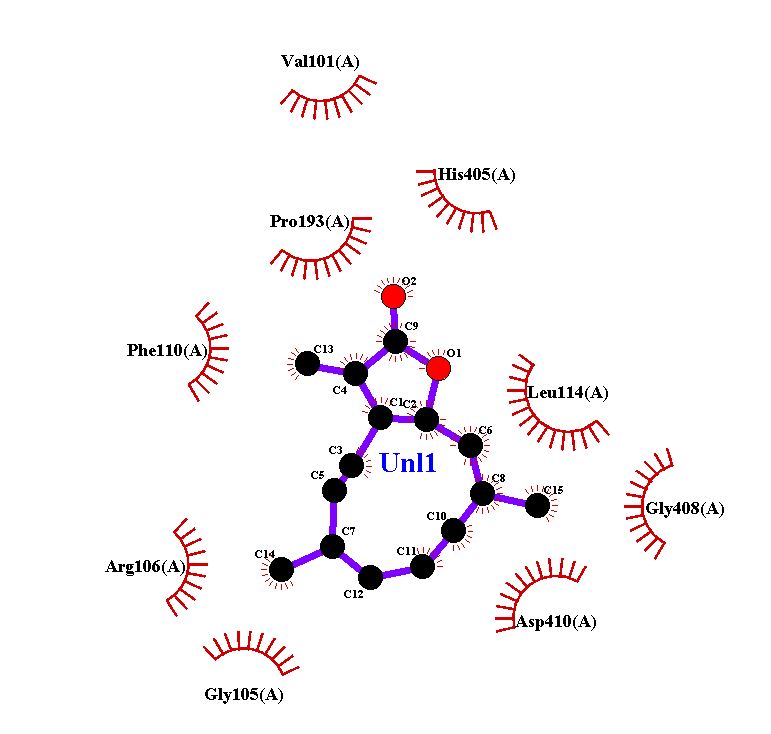 Val101(A)
His405(A)
Pro193(A)
O2
C9
Phe110(A)
C13
O1
C4
Leu114(A)
C1
C2
C6
C3
Unl1
C5
C8
C15
Gly408(A)
C10
C7
C11
C14
Arg106(A)
C12
Asp410(A)
Gly105(A)